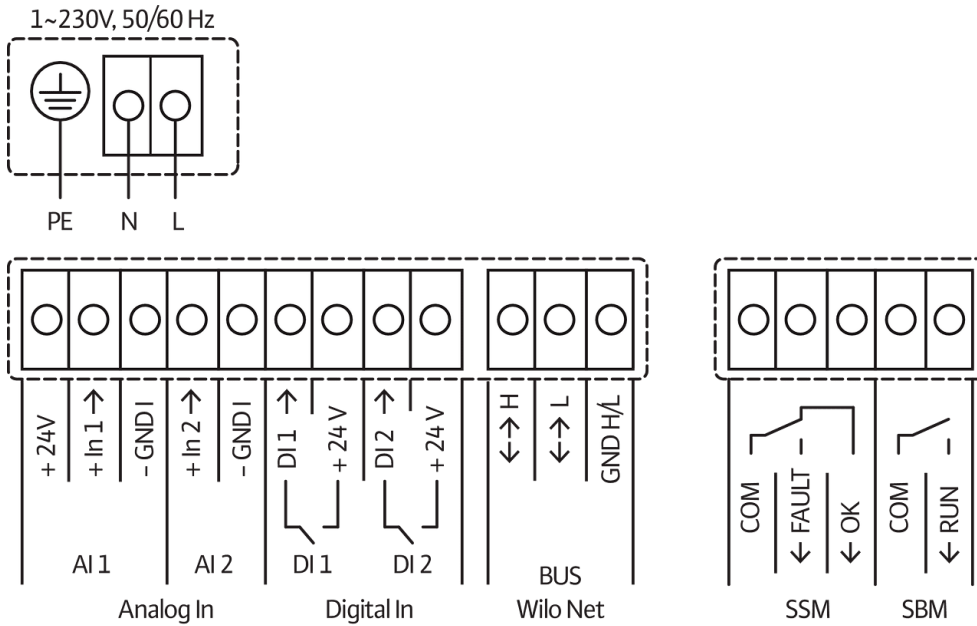 1~230V, 50/60 Hz
PE N L
+ 24V
+ In 1 →
- GND I
+ In 2 →
- GND I
DI 1 →
+ 24 V
DI 2 →
+ 24 V
<--> H
<--> L
GND H/L
COM
← FAULT
← OK
COM
← RUN
AI 1 AI 2 DI 1 DI 2
BUS
Analog In Digital In Wilo Net SSM SBM